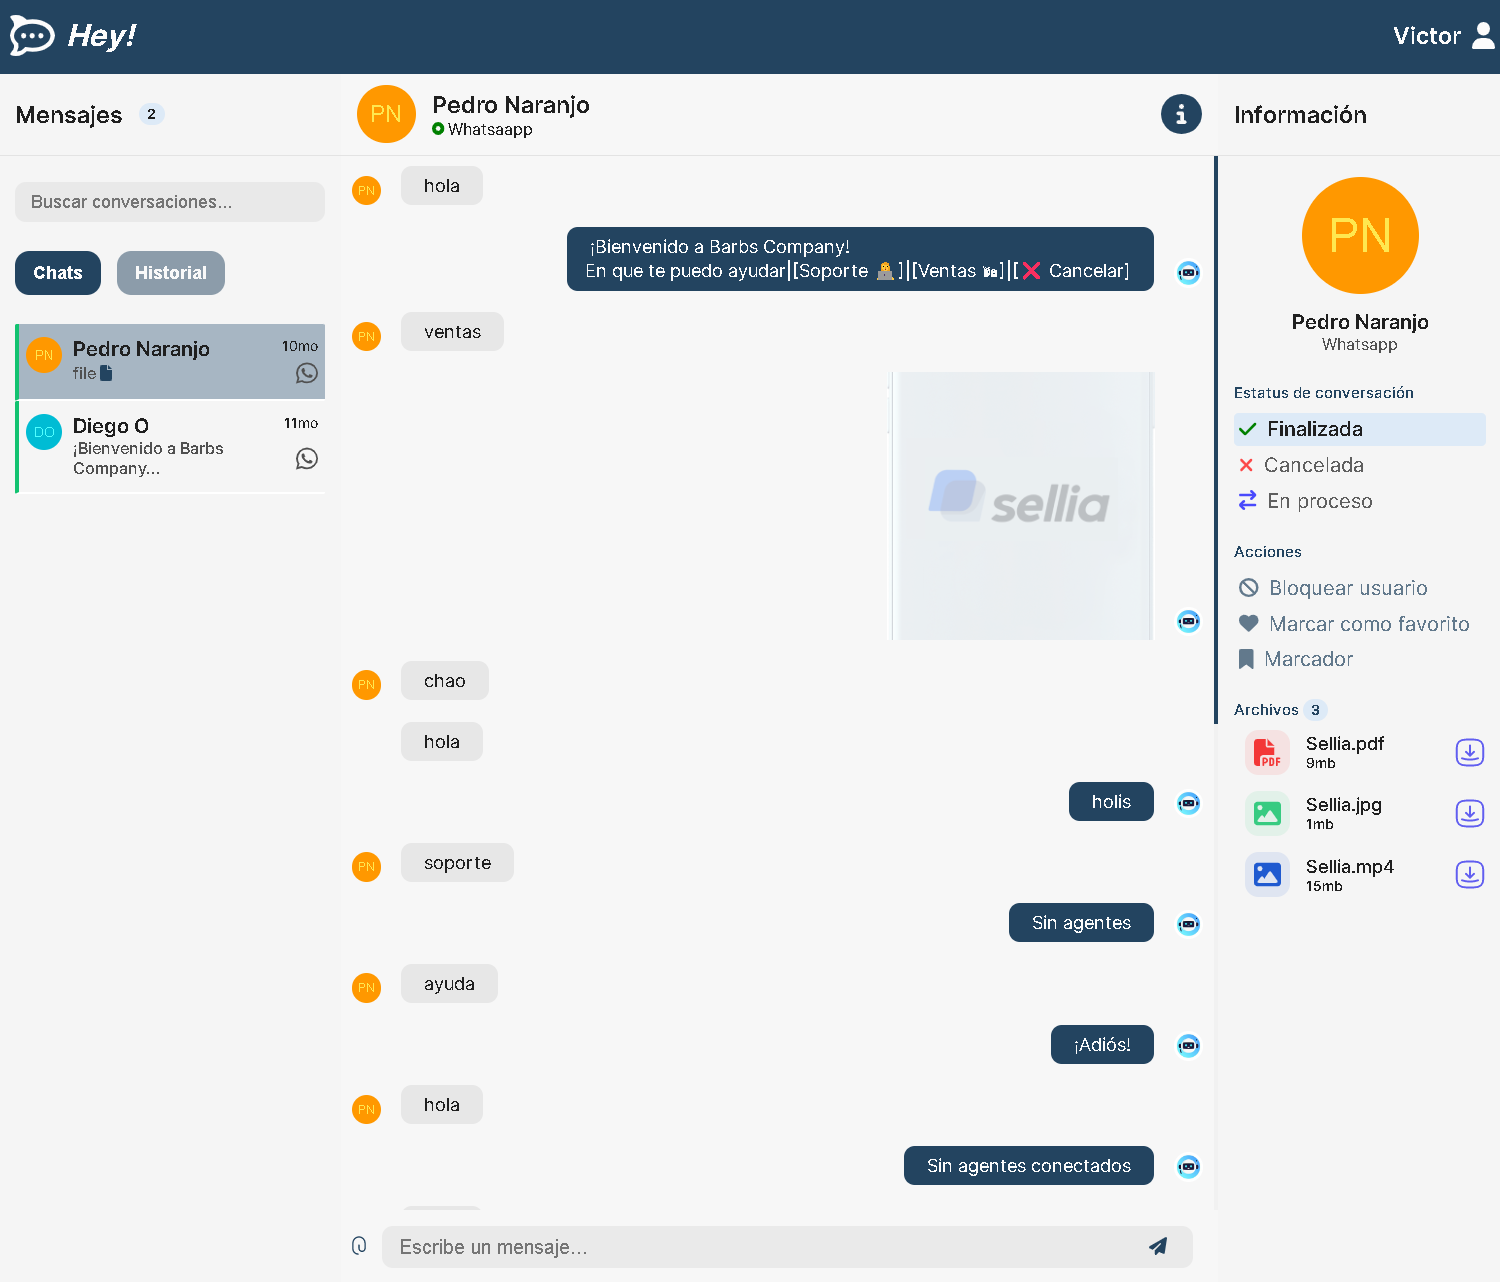 Hey!
Victor
Mensajes 2
Buscar conversaciones...
Chats
Historial
PN
Pedro Naranjo
10mo
file
DO
Diego O
11mo
¡Bienvenido a Barbs
Company...
PN
Pedro Naranjo
Whatsaapp
PN
hola
¡Bienvenido a Barbs Company!
En que te puedo ayudar|[Soporte 👩‍💻]|[Ventas 📬]|[❌ Cancelar]
PN
ventas
sellia
PN
chao
hola
holis
PN
soporte
Sin agentes
PN
ayuda
¡Adiós!
PN
hola
Sin agentes conectados
Escribe un mensaje...
Información
PN
Pedro Naranjo
Whatsapp
Estatus de conversación
Finalizada
Cancelada
En proceso
Acciones
Bloquear usuario
Marcar como favorito
Marcador
Archivos 3
PDF
Sellia.pdf
9mb
Sellia.jpg
1mb
Sellia.mp4
15mb